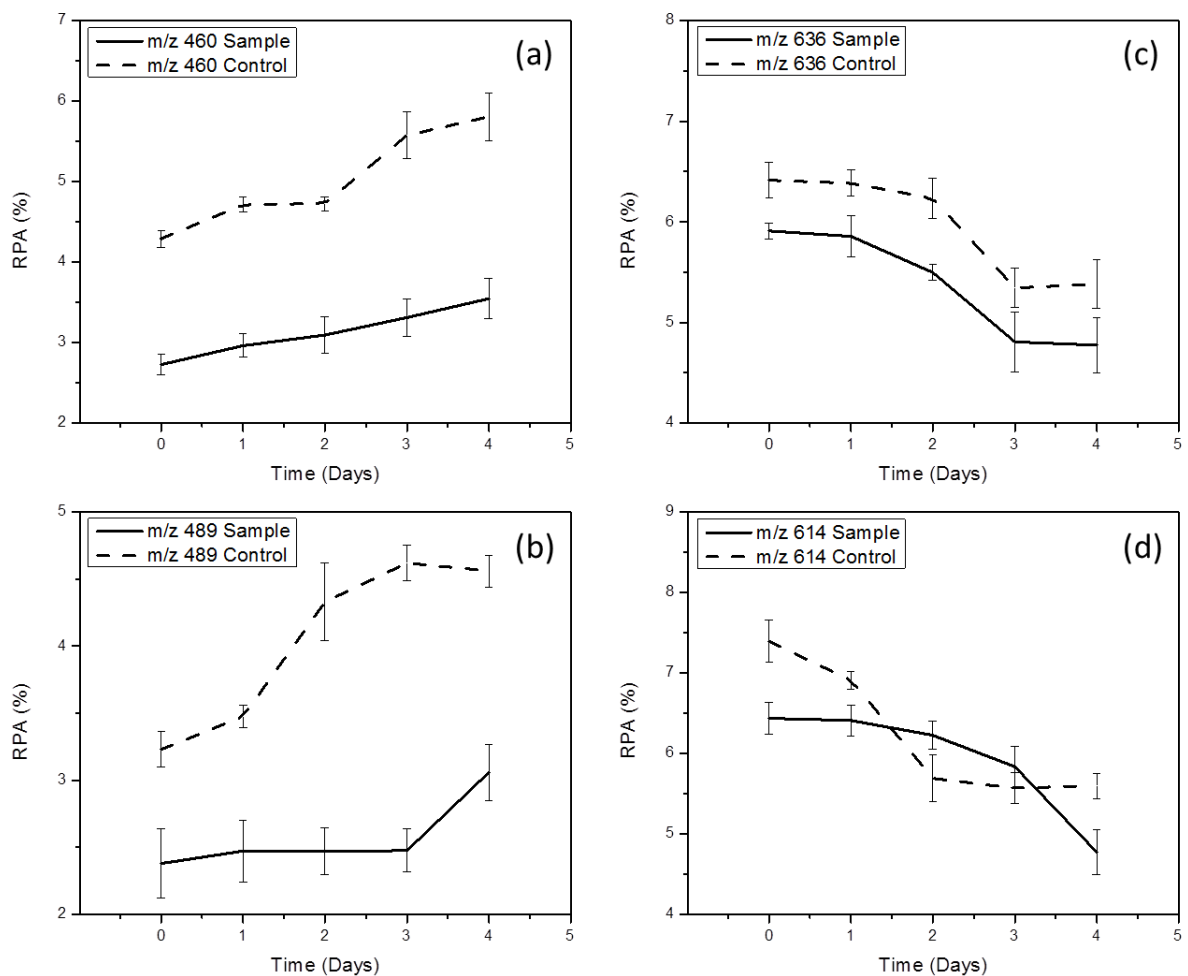 m/z 460 Sample
m/z 460 Control
(a)
7
6
5
4
3
2
RPA (%)
0 1 2 3 4 5
Time (Days)
m/z 636 Sample
m/z 636 Control
(c)
8
7
6
5
4
RPA (%)
0 1 2 3 4 5
Time (Days)
m/z 489 Sample
m/z 489 Control
(b)
5
4
3
2
RPA (%)
0 1 2 3 4 5
Time (Days)
m/z 614 Sample
m/z 614 Control
(d)
9
8
7
6
5
4
RPA (%)
0 1 2 3 4 5
Time (Days)